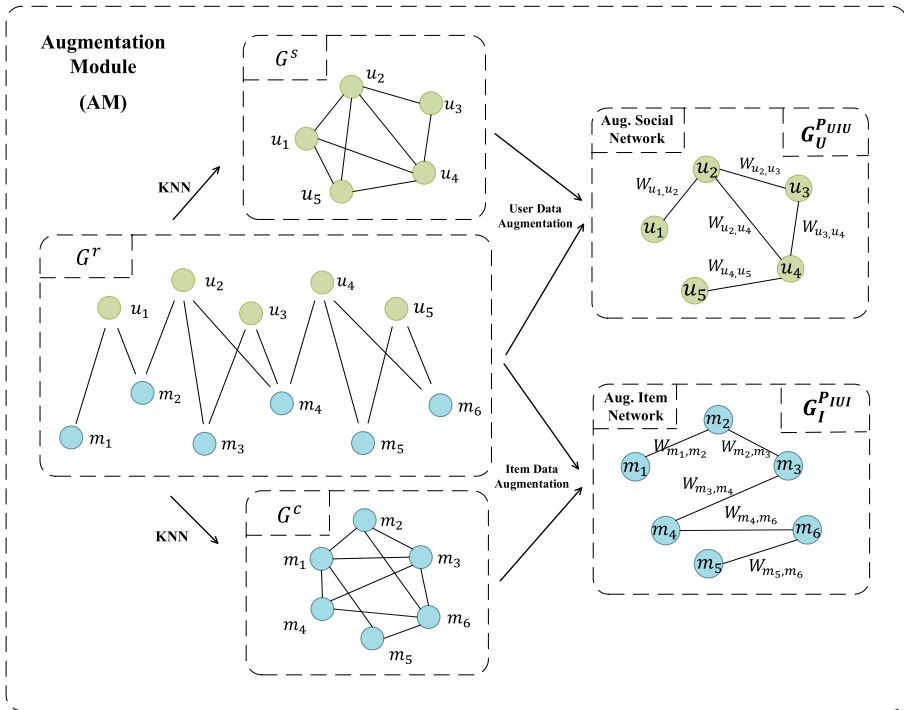 Augmentation
Module
(AM)
G^s
u_2
u_3
u_1
u_4
u_5
KNN
G^r
u_1
u_2
u_3
u_4
u_5
m_1
m_2
m_3
m_4
m_5
m_6
KNN
G^c
m_2
m_1
m_3
m_4
m_6
m_5
User Data
Augmentation
Item Data
Augmentation
Aug. Social
Network
G_U^{P_{UIU}}
u_2
W_{u_2,u_3}
W_{u_1,u_2}
u_3
u_1
W_{u_2,u_4}
W_{u_3,u_4}
W_{u_4,u_5}
u_4
u_5
Aug. Item
Network
G_I^{P_{IUI}}
m_2
W_{m_1,m_2}
W_{m_2,m_3}
m_1
m_3
W_{m_3,m_4}
W_{m_4,m_6}
m_4
m_6
m_5
W_{m_5,m_6}